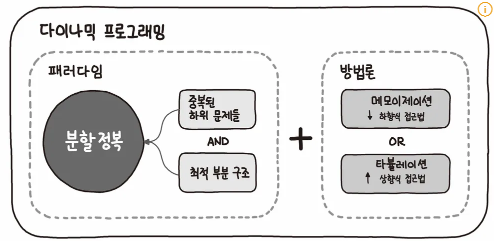 다이나믹 프로그래밍
패러다임
분할 정복
중복된
하위 문제들
AND
최적 부분 구조
+
방법론
메모이제이션
↓ 하향식 접근법
OR
타뷸레이션
↑ 상향식 접근법